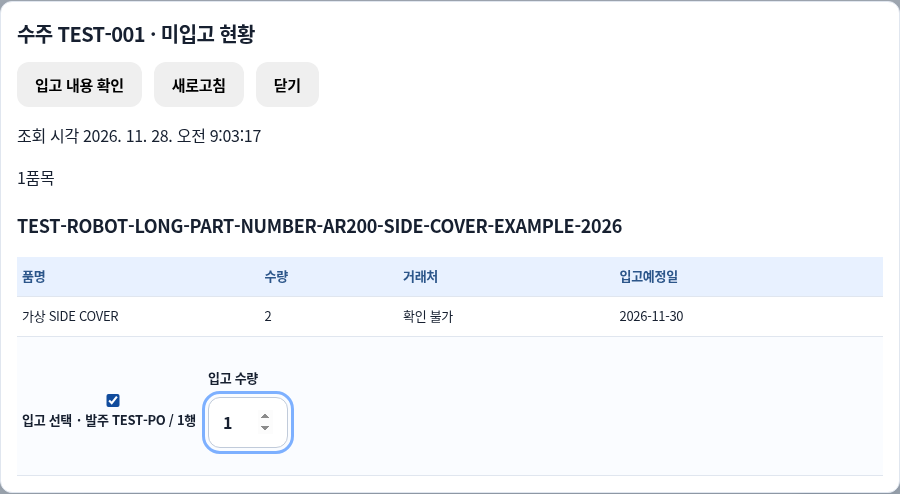 수주 TEST-001 · 미입고 현황
입고 내용 확인 새로고침 닫기
조회 시각 2026. 11. 28. 오전 9:03:17
1품목
TEST-ROBOT-LONG-PART-NUMBER-AR200-SIDE-COVER-EXAMPLE-2026
품명 수량 거래처 입고예정일
가상 SIDE COVER 2 확인 불가 2026-11-30
입고 수량
입고 선택 · 발주 TEST-PO / 1행 1